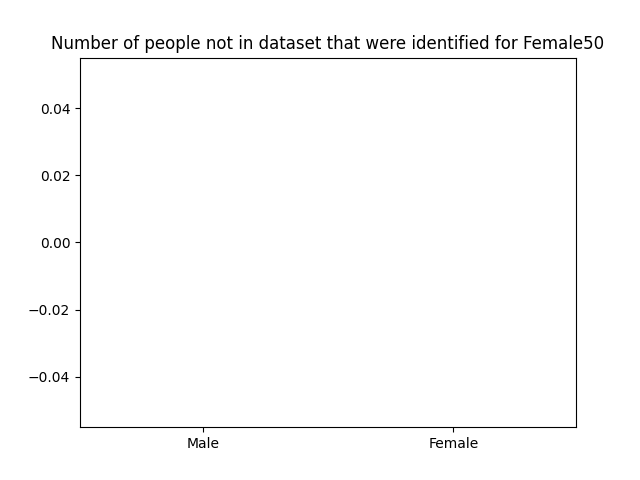 Number of people not in dataset that were identified for Female50
0.04
0.02
0.00
−0.02
−0.04
Male Female